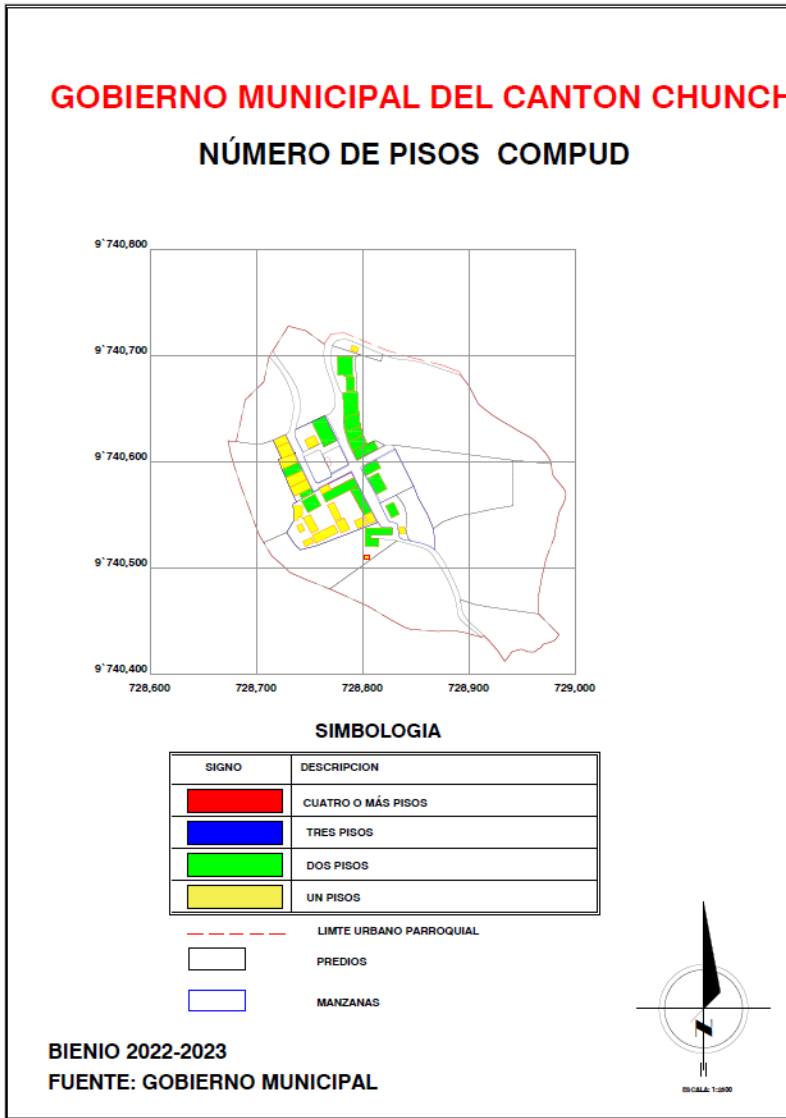 GOBIERNO MUNICIPAL DEL CANTON CHUNCH
NÚMERO DE PISOS COMPUD
9`740,800
9`740,700
9`740,600
9`740,500
9`740,400
728,600 728,700 728,800 728,900 729,000
SIMBOLOGIA
SIGNO DESCRIPCION
CUATRO O MÁS PISOS
TRES PISOS
DOS PISOS
UN PISOS
LIMTE URBANO PARROQUIAL
PREDIOS
MANZANAS
N
BIENIO 2022-2023
FUENTE: GOBIERNO MUNICIPAL